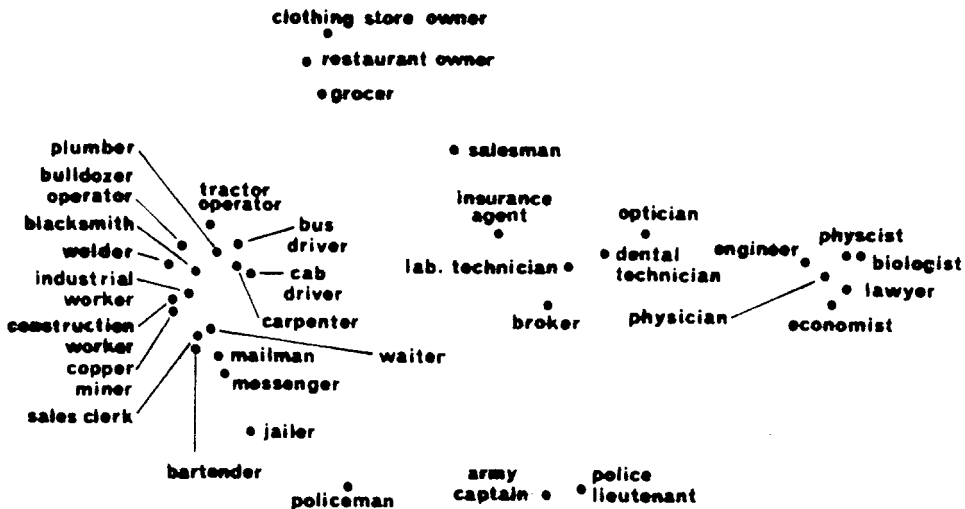 clothing store owner
restaurant owner
grocer
plumber
salesman
bulldozer
operator
tractor
operator
insurance
agent
optician
blacksmith
bus
driver
physcist
welder
engineer
biologist
lab. technician
dental
technician
industrial
worker
cab
driver
lawyer
construction
worker
carpenter
broker
physician
economist
copper
miner
mailman
waiter
messenger
sales clerk
jailer
bartender
policeman
army
captain
police
lieutenant